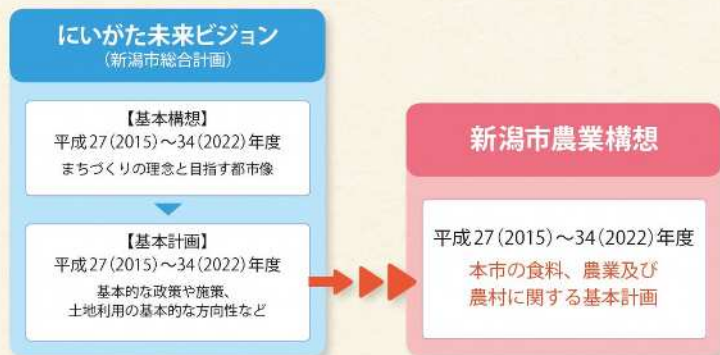 にいがた未来ビジョン
(新潟市総合計画)
【基本構想】
平成27(2015)～34(2022)年度
まちづくりの理念と目指す都市像
【基本計画】
平成27(2015)～34(2022)年度
基本的な政策や施策、
土地利用の基本的な方向性など
新潟市農業構想
平成27(2015)～34(2022)年度
本市の食料、農業及び
農村に関する基本計画